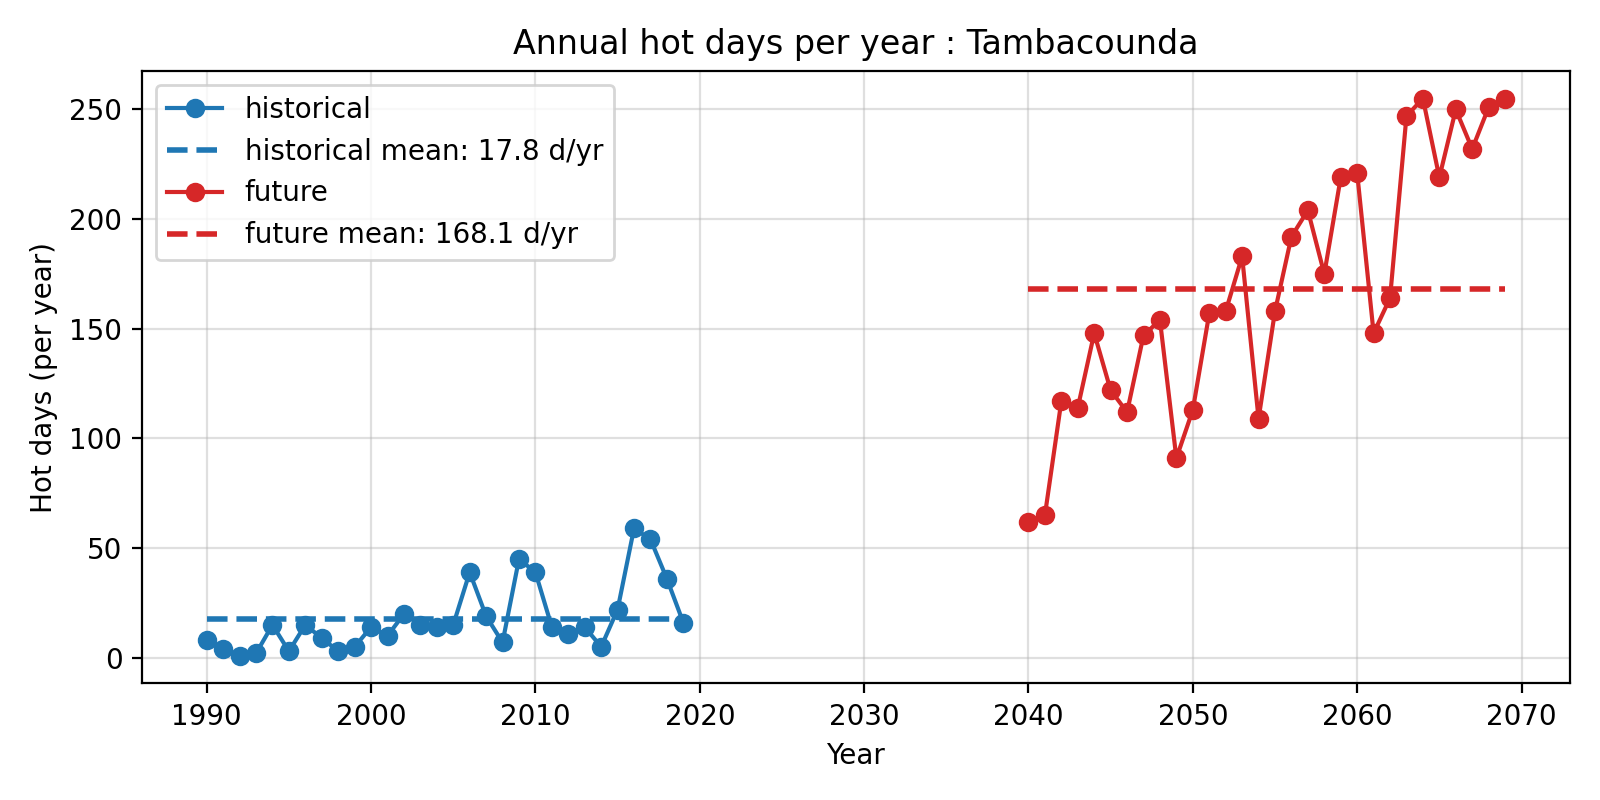 Annual hot days per year : Tambacounda
historical
historical mean: 17.8 d/yr
future
future mean: 168.1 d/yr
Hot days (per year)
250
200
150
100
50
0
1990 2000 2010 2020 2030 2040 2050 2060 2070
Year